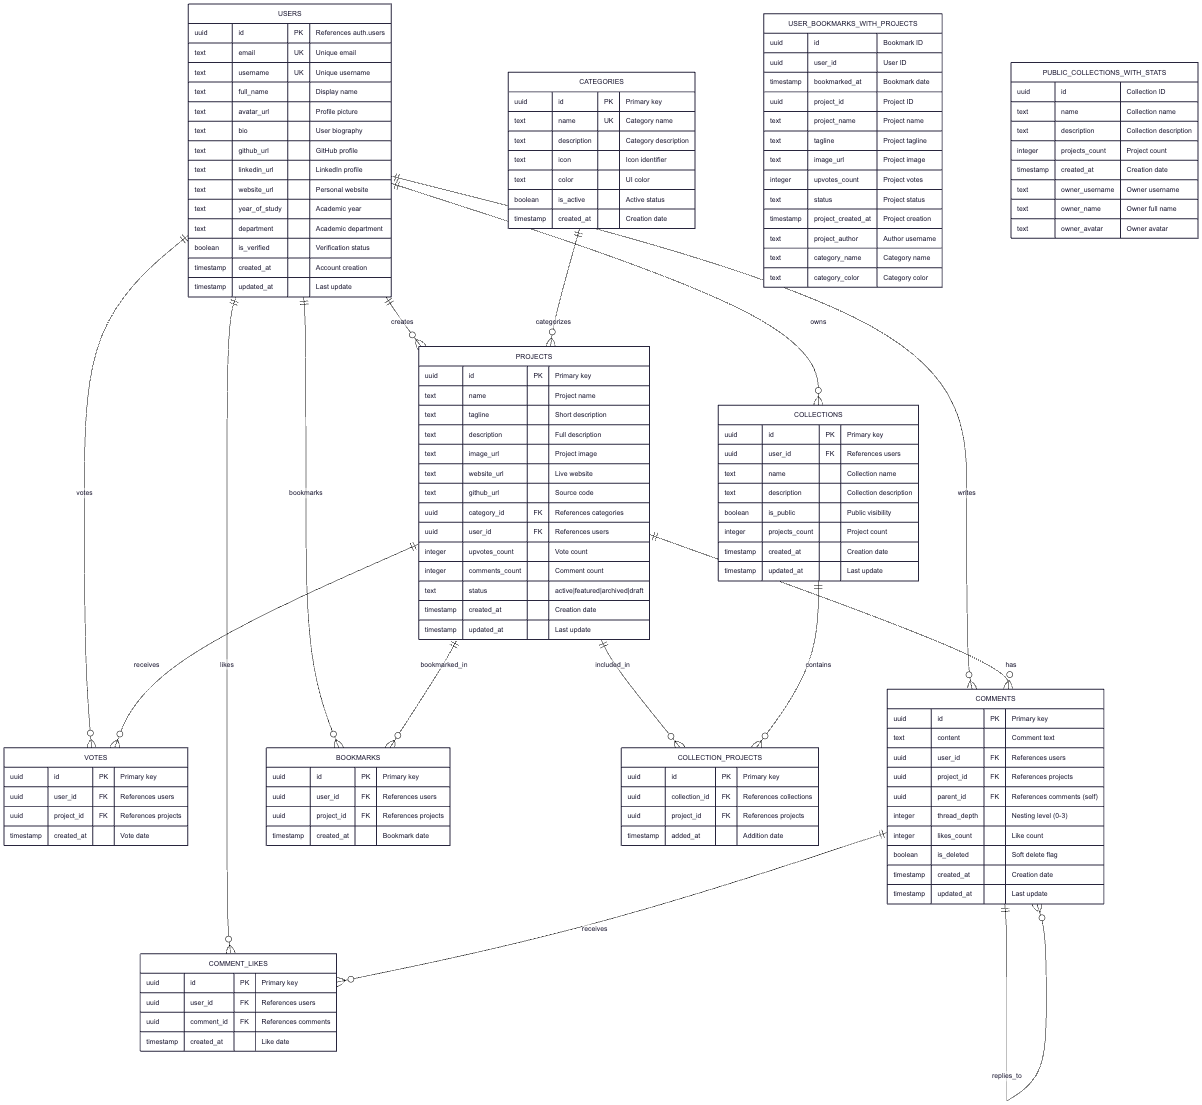 USERS
uuid id PK References auth.users
text email UK Unique email
text username UK Unique username
text full_name Display name
text avatar_url Profile picture
text bio User biography
text github_url GitHub profile
text linkedin_url LinkedIn profile
text website_url Personal website
text year_of_study Academic year
text department Academic department
boolean is_verified Verification status
timestamp created_at Account creation
timestamp updated_at Last update
CATEGORIES
uuid id PK Primary key
text name UK Category name
text description Category description
text icon Icon identifier
text color UI color
boolean is_active Active status
timestamp created_at Creation date
USER_BOOKMARKS_WITH_PROJECTS
uuid id Bookmark ID
uuid user_id User ID
timestamp bookmarked_at Bookmark date
uuid project_id Project ID
text project_name Project name
text tagline Project tagline
text image_url Project image
integer upvotes_count Project votes
text status Project status
timestamp project_created_at Project creation
text project_author Author username
text category_name Category name
text category_color Category color
PUBLIC_COLLECTIONS_WITH_STATS
uuid id Collection ID
text name Collection name
text description Collection description
integer projects_count Project count
timestamp created_at Creation date
text owner_username Owner username
text owner_name Owner full name
text owner_avatar Owner avatar
creates
categorizes
owns
PROJECTS
uuid id PK Primary key
text name Project name
text tagline Short description
text description Full description
text image_url Project image
text website_url Live website
text github_url Source code
uuid category_id FK References categories
uuid user_id FK References users
integer upvotes_count Vote count
integer comments_count Comment count
text status active|featured|archived|draft
timestamp created_at Creation date
timestamp updated_at Last update
COLLECTIONS
uuid id PK Primary key
uuid user_id FK References users
text name Collection name
text description Collection description
boolean is_public Public visibility
integer projects_count Project count
timestamp created_at Creation date
timestamp updated_at Last update
votes
bookmarks
writes
receives
likes
bookmarked_in
included_in
contains
has
VOTES
uuid id PK Primary key
uuid user_id FK References users
uuid project_id FK References projects
timestamp created_at Vote date
BOOKMARKS
uuid id PK Primary key
uuid user_id FK References users
uuid project_id FK References projects
timestamp created_at Bookmark date
COLLECTION_PROJECTS
uuid id PK Primary key
uuid collection_id FK References collections
uuid project_id FK References projects
timestamp added_at Addition date
COMMENTS
uuid id PK Primary key
text content Comment text
uuid user_id FK References users
uuid project_id FK References projects
uuid parent_id FK References comments (self)
integer thread_depth Nesting level (0-3)
integer likes_count Like count
boolean is_deleted Soft delete flag
timestamp created_at Creation date
timestamp updated_at Last update
receives
COMMENT_LIKES
uuid id PK Primary key
uuid user_id FK References users
uuid comment_id FK References comments
timestamp created_at Like date
replies_to